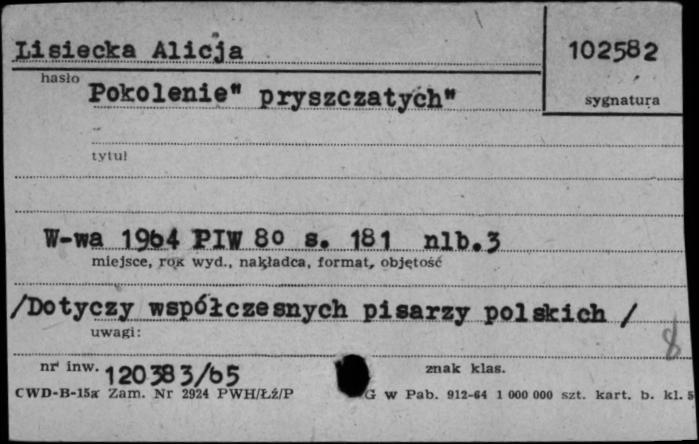 Lisiecka Alicja
102582
hasło
sygnatura
Pokolenie" pryszczatych"
tytuł
W-wa 1964 PIW 80 s. 181 nlb.3
miejsce, rok wyd., nakładca, format, objętość
/Dotyczy współczesnych pisarzy polskich /
uwagi:
8
nr inw. 120383/65
znak klas.
CWD-B-15a Zam. Nr 2924 PWH/Łż/P
G w Pab. 912-64 1 000 000 szt. kart. b. kl. 5